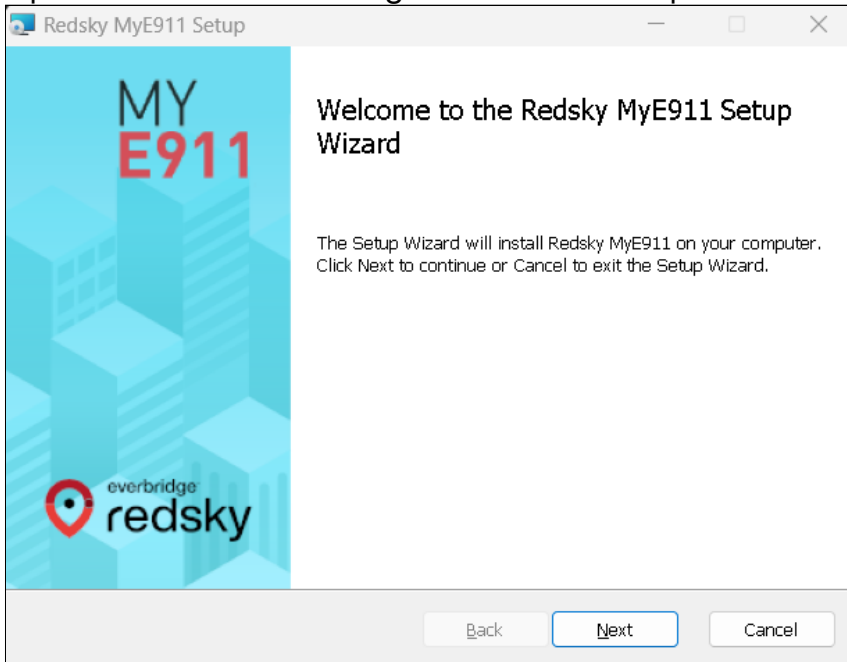 Redsky MyE911 Setup
MY
E911
Welcome to the Redsky MyE911 Setup
Wizard
The Setup Wizard will install Redsky MyE911 on your computer.
Click Next to continue or Cancel to exit the Setup Wizard.
everbridge
redsky
Back Next Cancel